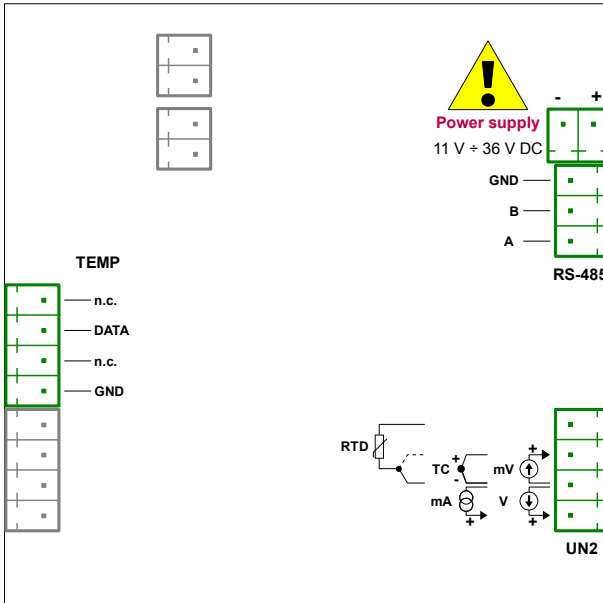 - +
Power supply
11 V ÷ 36 V DC
GND
B
A
RS-485
TEMP
n.c.
DATA
n.c.
GND
RTD
TC
+
-
mV
+
mA
+
V
+
UN2